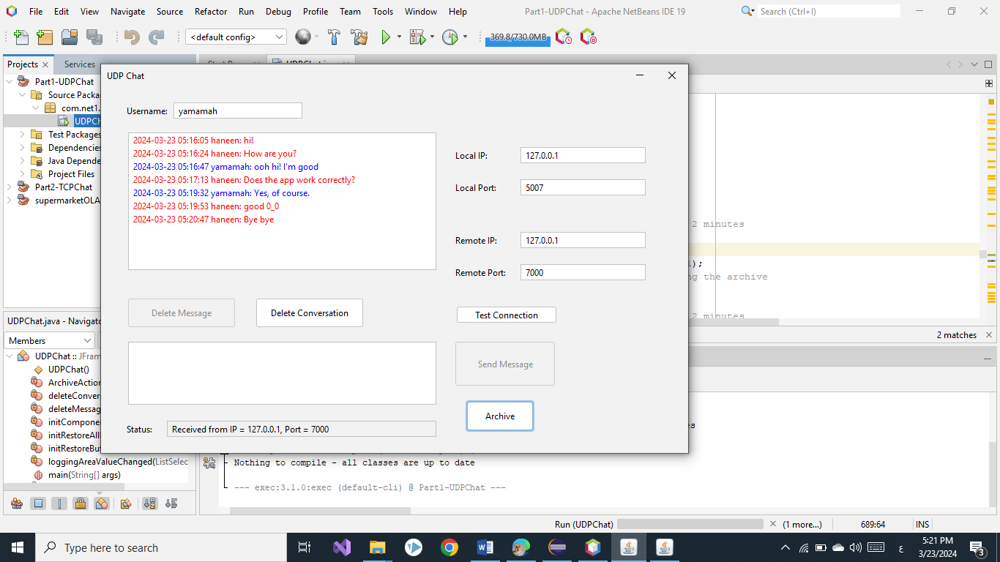 File Edit View Navigate Source Refactor Run Debug Profile Team Tools Window Help
Part1-UDPChat - Apache NetBeans IDE 19
Search (Ctrl+I)
<default config>
369.8/730.0MB
Projects
Services
UDP Chat
Part1-UDPChat
Source Packa
com.net1.
UDPCh
Test Packages
Dependencies
Java Depende
Project Files
Part2-TCPChat
supermarketOLA
Username: yamamah
2024-03-23 05:16:05 haneen: hi!
2024-03-23 05:16:24 haneen: How are you?
2024-03-23 05:16:47 yamamah: ooh hi! I'm good
2024-03-23 05:17:13 haneen: Does the app work correctly?
2024-03-23 05:19:32 yamamah: Yes, of course.
2024-03-23 05:19:53 haneen: good 0_0
2024-03-23 05:20:47 haneen: Bye bye
Local IP: 127.0.0.1
Local Port: 5007
Remote IP: 127.0.0.1
Remote Port: 7000
Delete Message
Delete Conversation
Test Connection
Send Message
Archive
Status: Received from IP = 127.0.0.1, Port = 7000
2 minutes
);
ng the archive
2 minutes
2 matches
UDPChat.java - Navigato
Members
UDPChat :: JFram
UDPChat()
ArchiveAction
deleteConvers
deleteMessag
initComponer
initRestoreAll
initRestoreBu
loggingAreaValueChanged(ListSelec
main(String[] args)
es
Nothing to compile - all classes are up to date
--- exec:3.1.0:exec (default-cli) @ Part1-UDPChat ---
Run (UDPChat)
(1 more...)
689:64
INS
Type here to search
ع
5:21 PM
3/23/2024
3